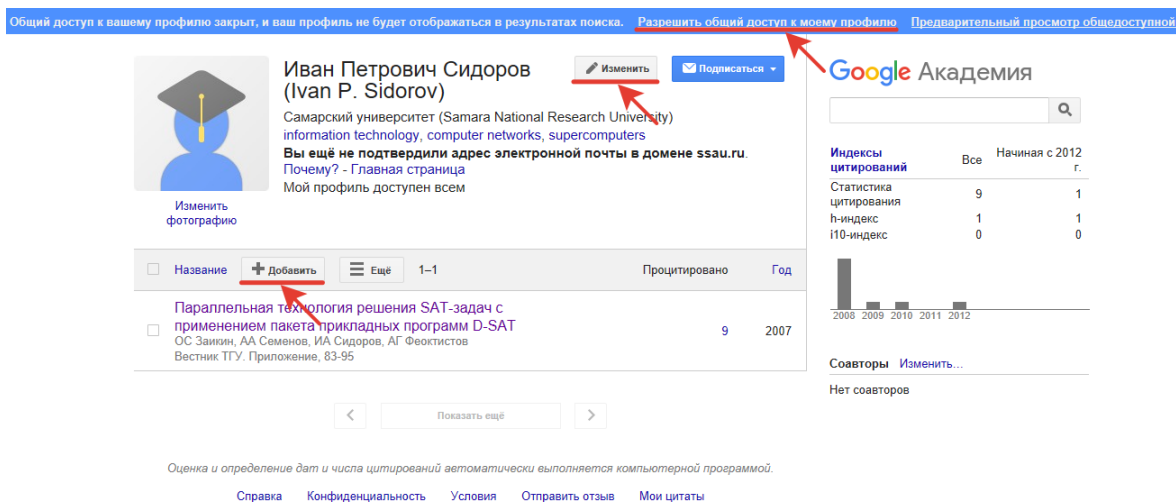 Общий доступ к вашему профилю закрыт, и ваш профиль не будет отображаться в результатах поиска. Разрешить общий доступ к моему профилю Предварительный просмотр общедоступной
Иван Петрович Сидоров
(Ivan P. Sidorov)
Изменить
Подписаться
Самарский университет (Samara National Research University)
information technology, computer networks, supercomputers
Вы ещё не подтвердили адрес электронной почты в домене ssau.ru.
Почему? - Главная страница
Мой профиль доступен всем
Изменить
фотографию
Google Академия
Индексы
цитирований
Все
Начиная с 2012
г.
Статистика
цитирования
9 1
h-индекс 1 1
i10-индекс 0 0
2008 2009 2010 2011 2012
Соавторы Изменить...
Нет соавторов
Название Добавить Ещё 1–1 Процитировано Год
Параллельная технология решения SAT-задач с
применением пакета прикладных программ D-SAT
9 2007
ОС Заикин, АА Семенов, ИА Сидоров, АГ Феоктистов
Вестник ТГУ. Приложение, 83-95
Показать ещё
Оценка и определение дат и числа цитирований автоматически выполняется компьютерной программой.
Справка Конфиденциальность Условия Отправить отзыв Мои цитаты